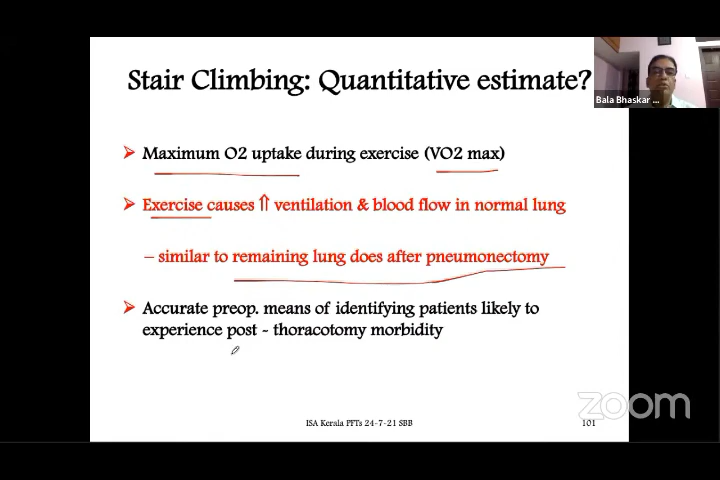 Stair Climbing: Quantitative estimate?
Bala Bhaskar ...
➢ Maximum O2 uptake during exercise (VO2 max)
➢ Exercise causes ⇑ ventilation & blood flow in normal lung
– similar to remaining lung does after pneumonectomy
➢ Accurate preop. means of identifying patients likely to
experience post - thoracotomy morbidity
zoom
ISA Kerala PFTs 24-7-21 SBB
101